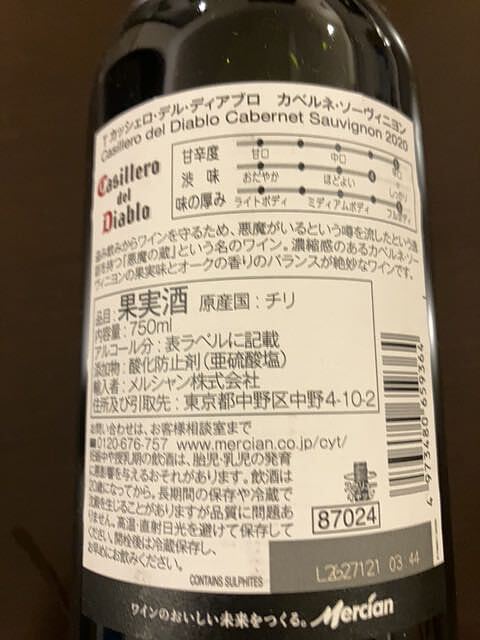 T カッシェロ・デル・ディアブロ カベルネ・ソーヴィニヨン
Casillero del Diablo Cabernet Sauvignon 2020
Casillero
del
Diablo
甘辛度 甘口 中口 辛口
渋味 おだやか ほどよい しっかり
味の厚み ライトボディ ミディアムボディ フルボディ
盗み飲みからワインを守るため、悪魔がいるという噂を流したという逸
話を持つ「悪魔の蔵」という名のワイン。濃縮感のあるカベルネ・ソー
ヴィニヨンの果実味とオークの香りのバランスが絶妙なワインです。
品目：果実酒 原産国：チリ
内容量：750ml
アルコール分：表ラベルに記載
添加物：酸化防止剤（亜硫酸塩）
輸入者：メルシャン株式会社
住所及び引取先：東京都中野区中野4-10-2
お問い合わせは、お客様相談室まで
■0120-676-757 www.mercian.co.jp/cyt/
妊娠中や授乳期の飲酒は、胎児・乳児の発育
に悪影響を与えるおそれがあります。飲酒は
20歳になってから。長期間の保存や冷蔵で
沈殿を生じることがありますが品質に問題あ
りません。高温・直射日光を避けて保存して
ください。開栓後は冷蔵保存し、
お早めにお飲みください。
87024
4 973480 659364
CONTAINS SULPHITES
L2627121 03 44
ワインのおいしい未来をつくる。 Mercian